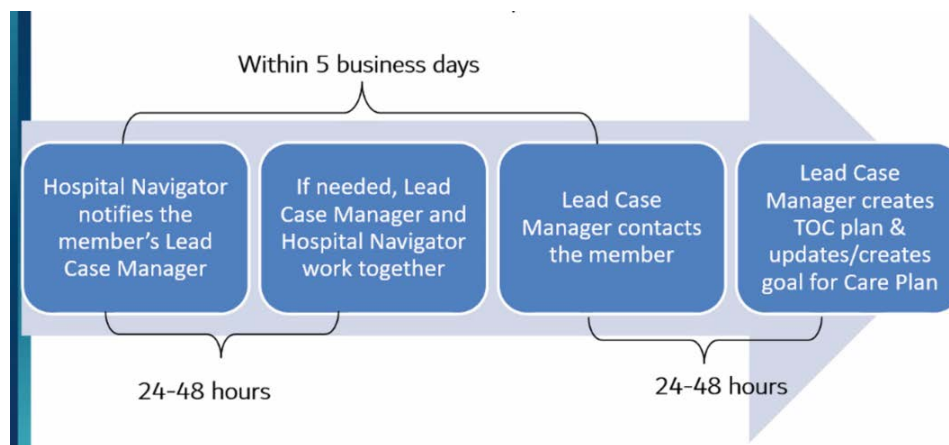 Within 5 business days
Hospital Navigator
notifies the
member’s Lead
Case Manager
If needed, Lead
Case Manager and
Hospital Navigator
work together
Lead Case
Manager contacts
the member
Lead Case
Manager creates
TOC plan &
updates/creates
goal for Care Plan
24-48 hours
24-48 hours